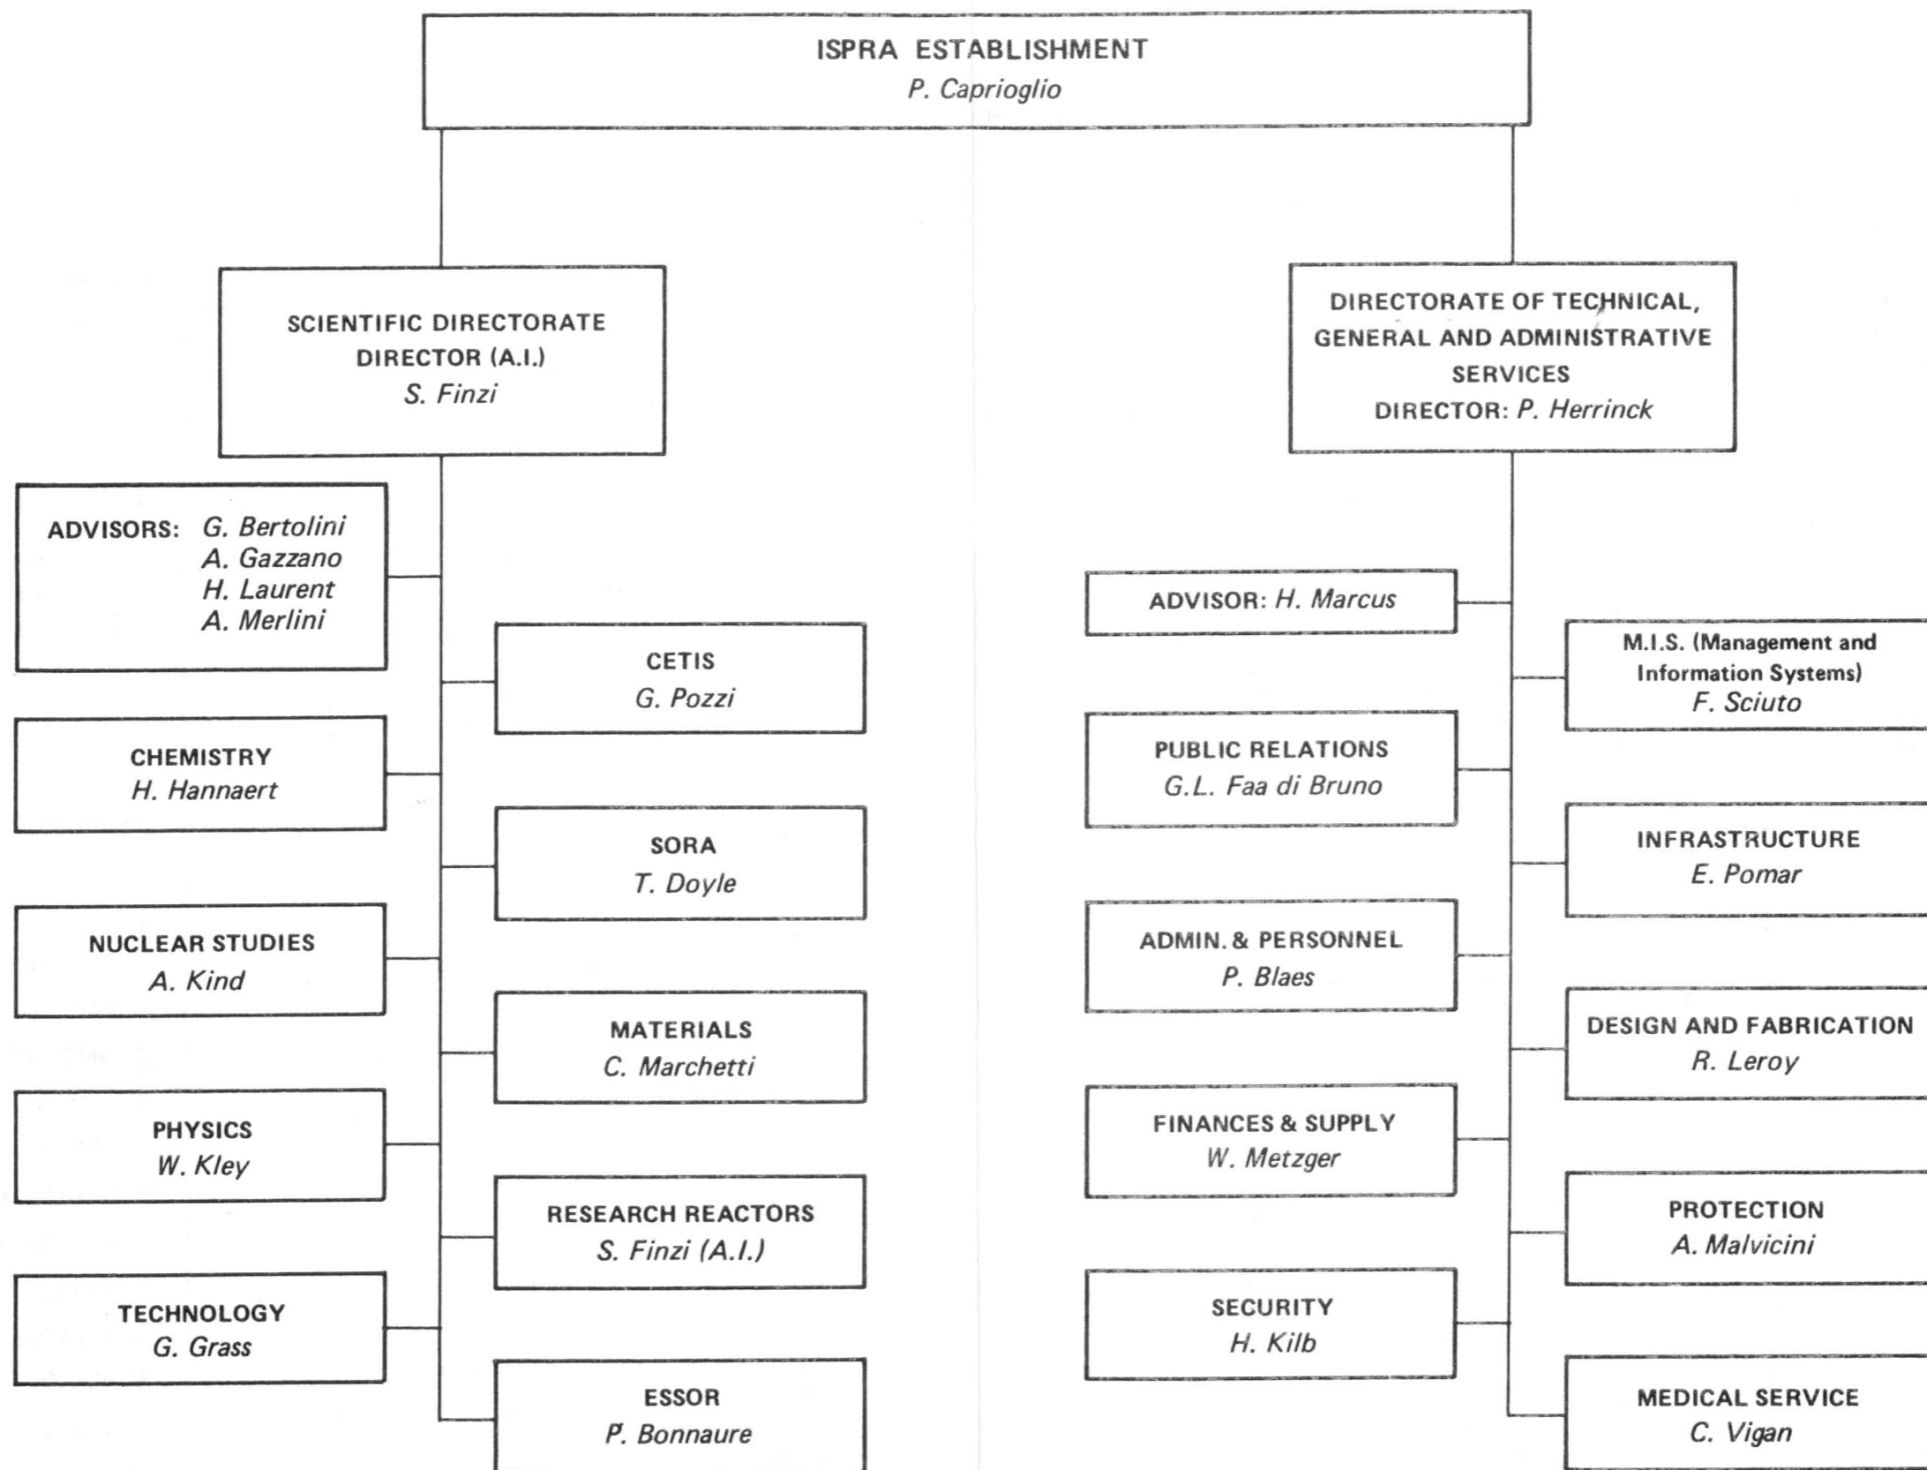 ISPRA ESTABLISHMENT
P. Caprioglio
SCIENTIFIC DIRECTORATE
DIRECTOR (A.I.)
S. Finzi
ADVISORS: G. Bertolini
A. Gazzano
H. Laurent
A. Merlini
CETIS
G. Pozzi
CHEMISTRY
H. Hannaert
SORA
T. Doyle
NUCLEAR STUDIES
A. Kind
MATERIALS
C. Marchetti
PHYSICS
W. Kley
RESEARCH REACTORS
S. Finzi (A.I.)
TECHNOLOGY
G. Grass
ESSOR
P. Bonnaure
DIRECTORATE OF TECHNICAL,
GENERAL AND ADMINISTRATIVE
SERVICES
DIRECTOR: P. Herrinck
ADVISOR: H. Marcus
M.I.S. (Management and
Information Systems)
F. Sciuto
PUBLIC RELATIONS
G.L. Faa di Bruno
INFRASTRUCTURE
E. Pomar
ADMIN. & PERSONNEL
P. Blaes
DESIGN AND FABRICATION
R. Leroy
FINANCES & SUPPLY
W. Metzger
PROTECTION
A. Malvicini
SECURITY
H. Kilb
MEDICAL SERVICE
C. Vigan